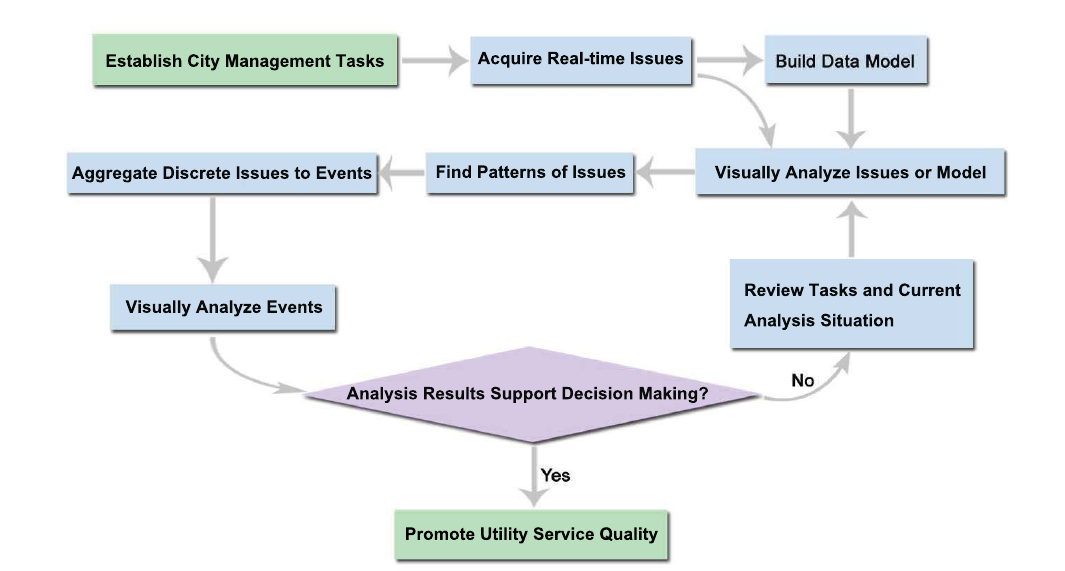 Establish City Management Tasks
Acquire Real-time Issues
Build Data Model
Aggregate Discrete Issues to Events
Find Patterns of Issues
Visually Analyze Issues or Model
Review Tasks and Current
Analysis Situation
Visually Analyze Events
Analysis Results Support Decision Making?
No
Yes
Promote Utility Service Quality